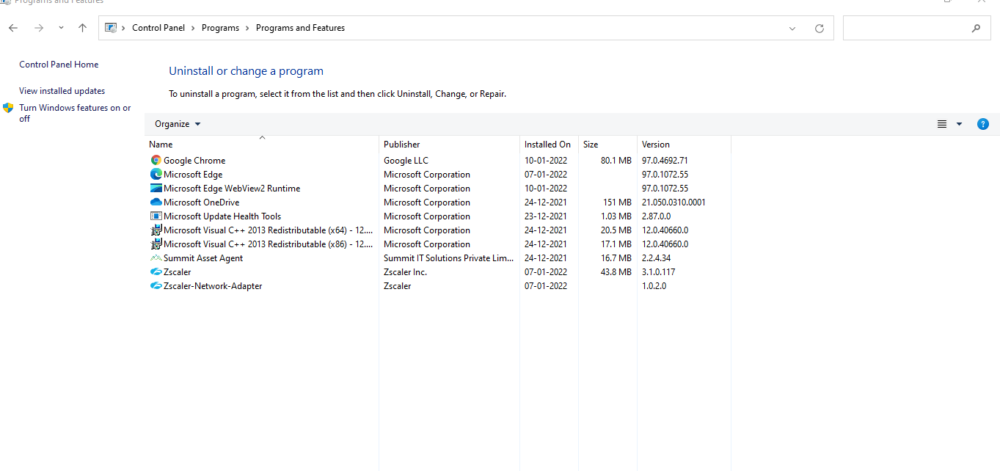 Programs and Features
Control Panel > Programs > Programs and Features
Control Panel Home
View installed updates
Turn Windows features on or
off
Uninstall or change a program
To uninstall a program, select it from the list and then click Uninstall, Change, or Repair.
Organize
?
Name Publisher Installed On Size Version
Google Chrome Google LLC 10-01-2022 80.1 MB 97.0.4692.71
Microsoft Edge Microsoft Corporation 07-01-2022 97.0.1072.55
Microsoft Edge WebView2 Runtime Microsoft Corporation 10-01-2022 97.0.1072.55
Microsoft OneDrive Microsoft Corporation 24-12-2021 151 MB 21.050.0310.0001
Microsoft Update Health Tools Microsoft Corporation 23-12-2021 1.03 MB 2.87.0.0
Microsoft Visual C++ 2013 Redistributable (x64) - 12.... Microsoft Corporation 24-12-2021 20.5 MB 12.0.40660.0
Microsoft Visual C++ 2013 Redistributable (x86) - 12.... Microsoft Corporation 24-12-2021 17.1 MB 12.0.40660.0
Summit Asset Agent Summit IT Solutions Private Lim... 24-12-2021 16.7 MB 2.2.4.34
Zscaler Zscaler Inc. 07-01-2022 43.8 MB 3.1.0.117
Zscaler-Network-Adapter Zscaler 07-01-2022 1.0.2.0